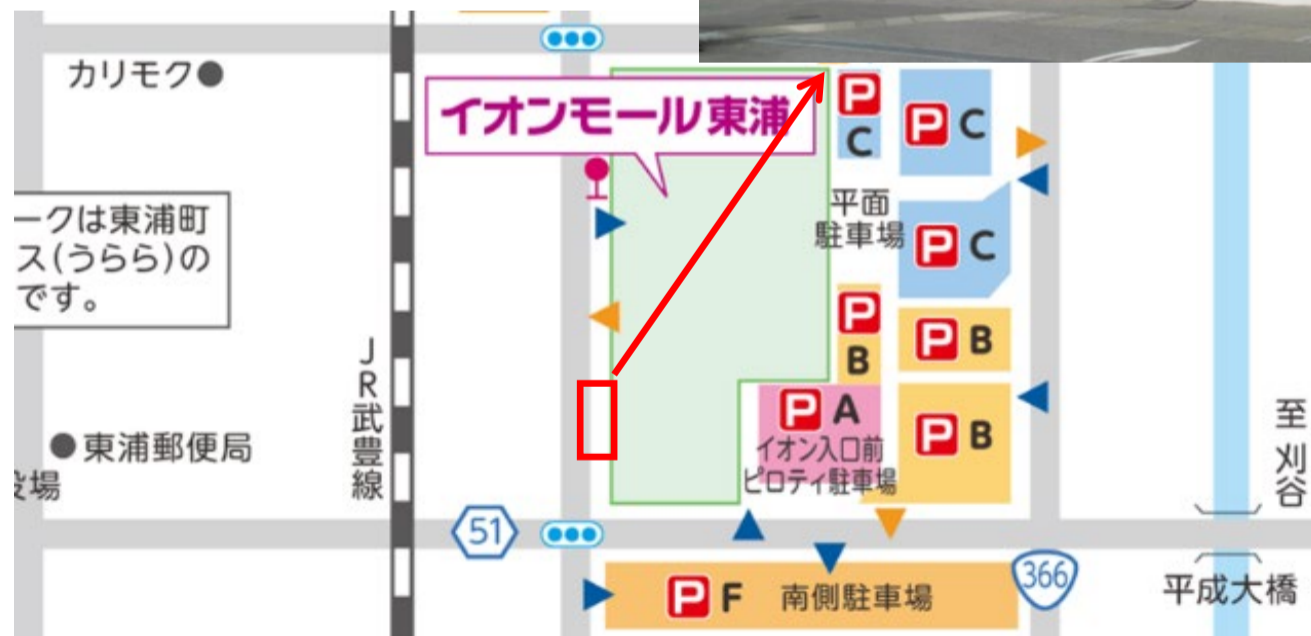 カリモク
イオンモール東浦
P
C
P C
ークは東浦町
ス(うらら)の
です。
平面
駐車場
P C
P
B
P B
JR武豊線
P A
イオン入口前
ピロティ駐車場
P B
東浦郵便局
場
至刈谷
51
366
P F 南側駐車場
平成大橋